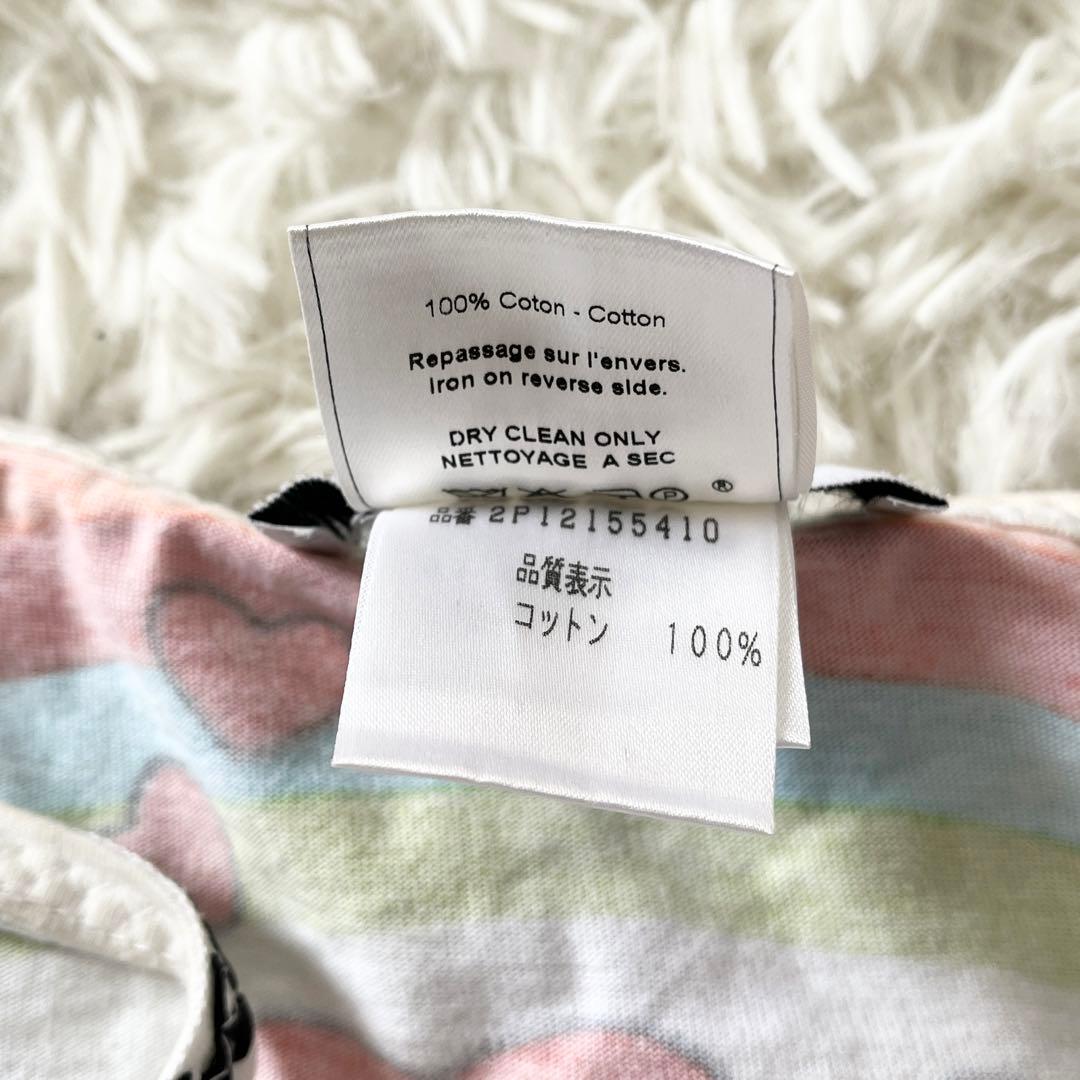 100% Coton - Cotton
Repassage sur l'envers.
Iron on reverse side.
DRY CLEAN ONLY
NETTOYAGE A SEC
P ®
品番 2P12155410
品質表示
コットン 100%